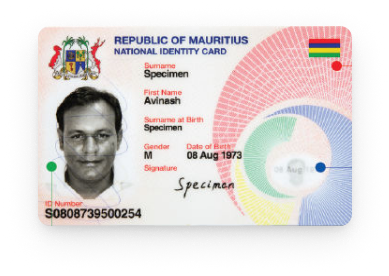 REPUBLIC OF MAURITIUS
NATIONAL IDENTITY CARD
Surname
Specimen
First Name
Avinash
Surname at Birth
Specimen
Gender Date of Birth
M 08 Aug 1973
Signature
Specimen
ID Number
S0808739500254